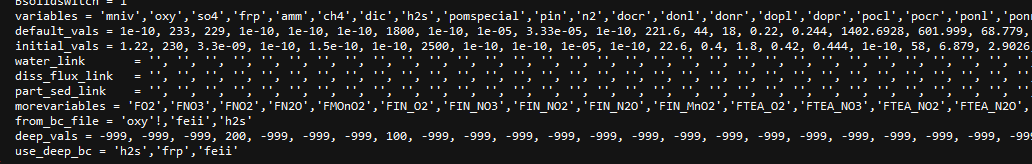 Bsolidswitch = 1
variables = 'mniv','oxy','so4','frp','amm','ch4','dic','h2s','pomspecial','pin','n2','docr','donl','donr','dopl','dopr','pocl','pocr','ponl','pon
default_vals = 1e-10, 233, 229, 1e-10, 1e-10, 1e-10, 1800, 1e-10, 1e-05, 3.33e-05, 1e-10, 221.6, 44, 18, 0.22, 0.244, 1402.6928, 601.999, 68.779,
initial_vals = 1.22, 230, 3.3e-09, 1e-10, 1.5e-10, 1e-10, 2500, 1e-10, 1e-10, 1e-05, 1e-10, 22.6, 0.4, 1.8, 0.42, 0.444, 1e-10, 58, 6.879, 2.9026
water_link = '', '', '', '', '', '', '', '', '', '', '', '', '', '', '', '', '', '', '', '', '', '', '', '', '', '', '', '', '', '',
diss_flux_link = '', '', '', '', '', '', '', '', '', '', '', '', '', '', '', '', '', '', '', '', '', '', '', '', '', '', '', '', '', '',
part_sed_link = '', '', '', '', '', '', '', '', '', '', '', '', '', '', '', '', '', '', '', '', '', '', '', '', '', '', '', '', '', '',
morevariables = 'FO2','FNO3','FNO2','FN2O','FMOnO2','FIN_O2','FIN_NO3','FIN_NO2','FIN_N2O','FIN_MnO2','FTEA_O2','FTEA_NO3','FTEA_NO2','FTEA_N2O',
from_bc_file = 'oxy'!,'feii','h2s'
deep_vals = -999, -999, -999, 200, -999, -999, -999, 100, -999, -999, -999, -999, -999, -999, -999, -999, -999, -999, -999, -999, -999, -999, -999
use_deep_bc = 'h2s','frp','feii'